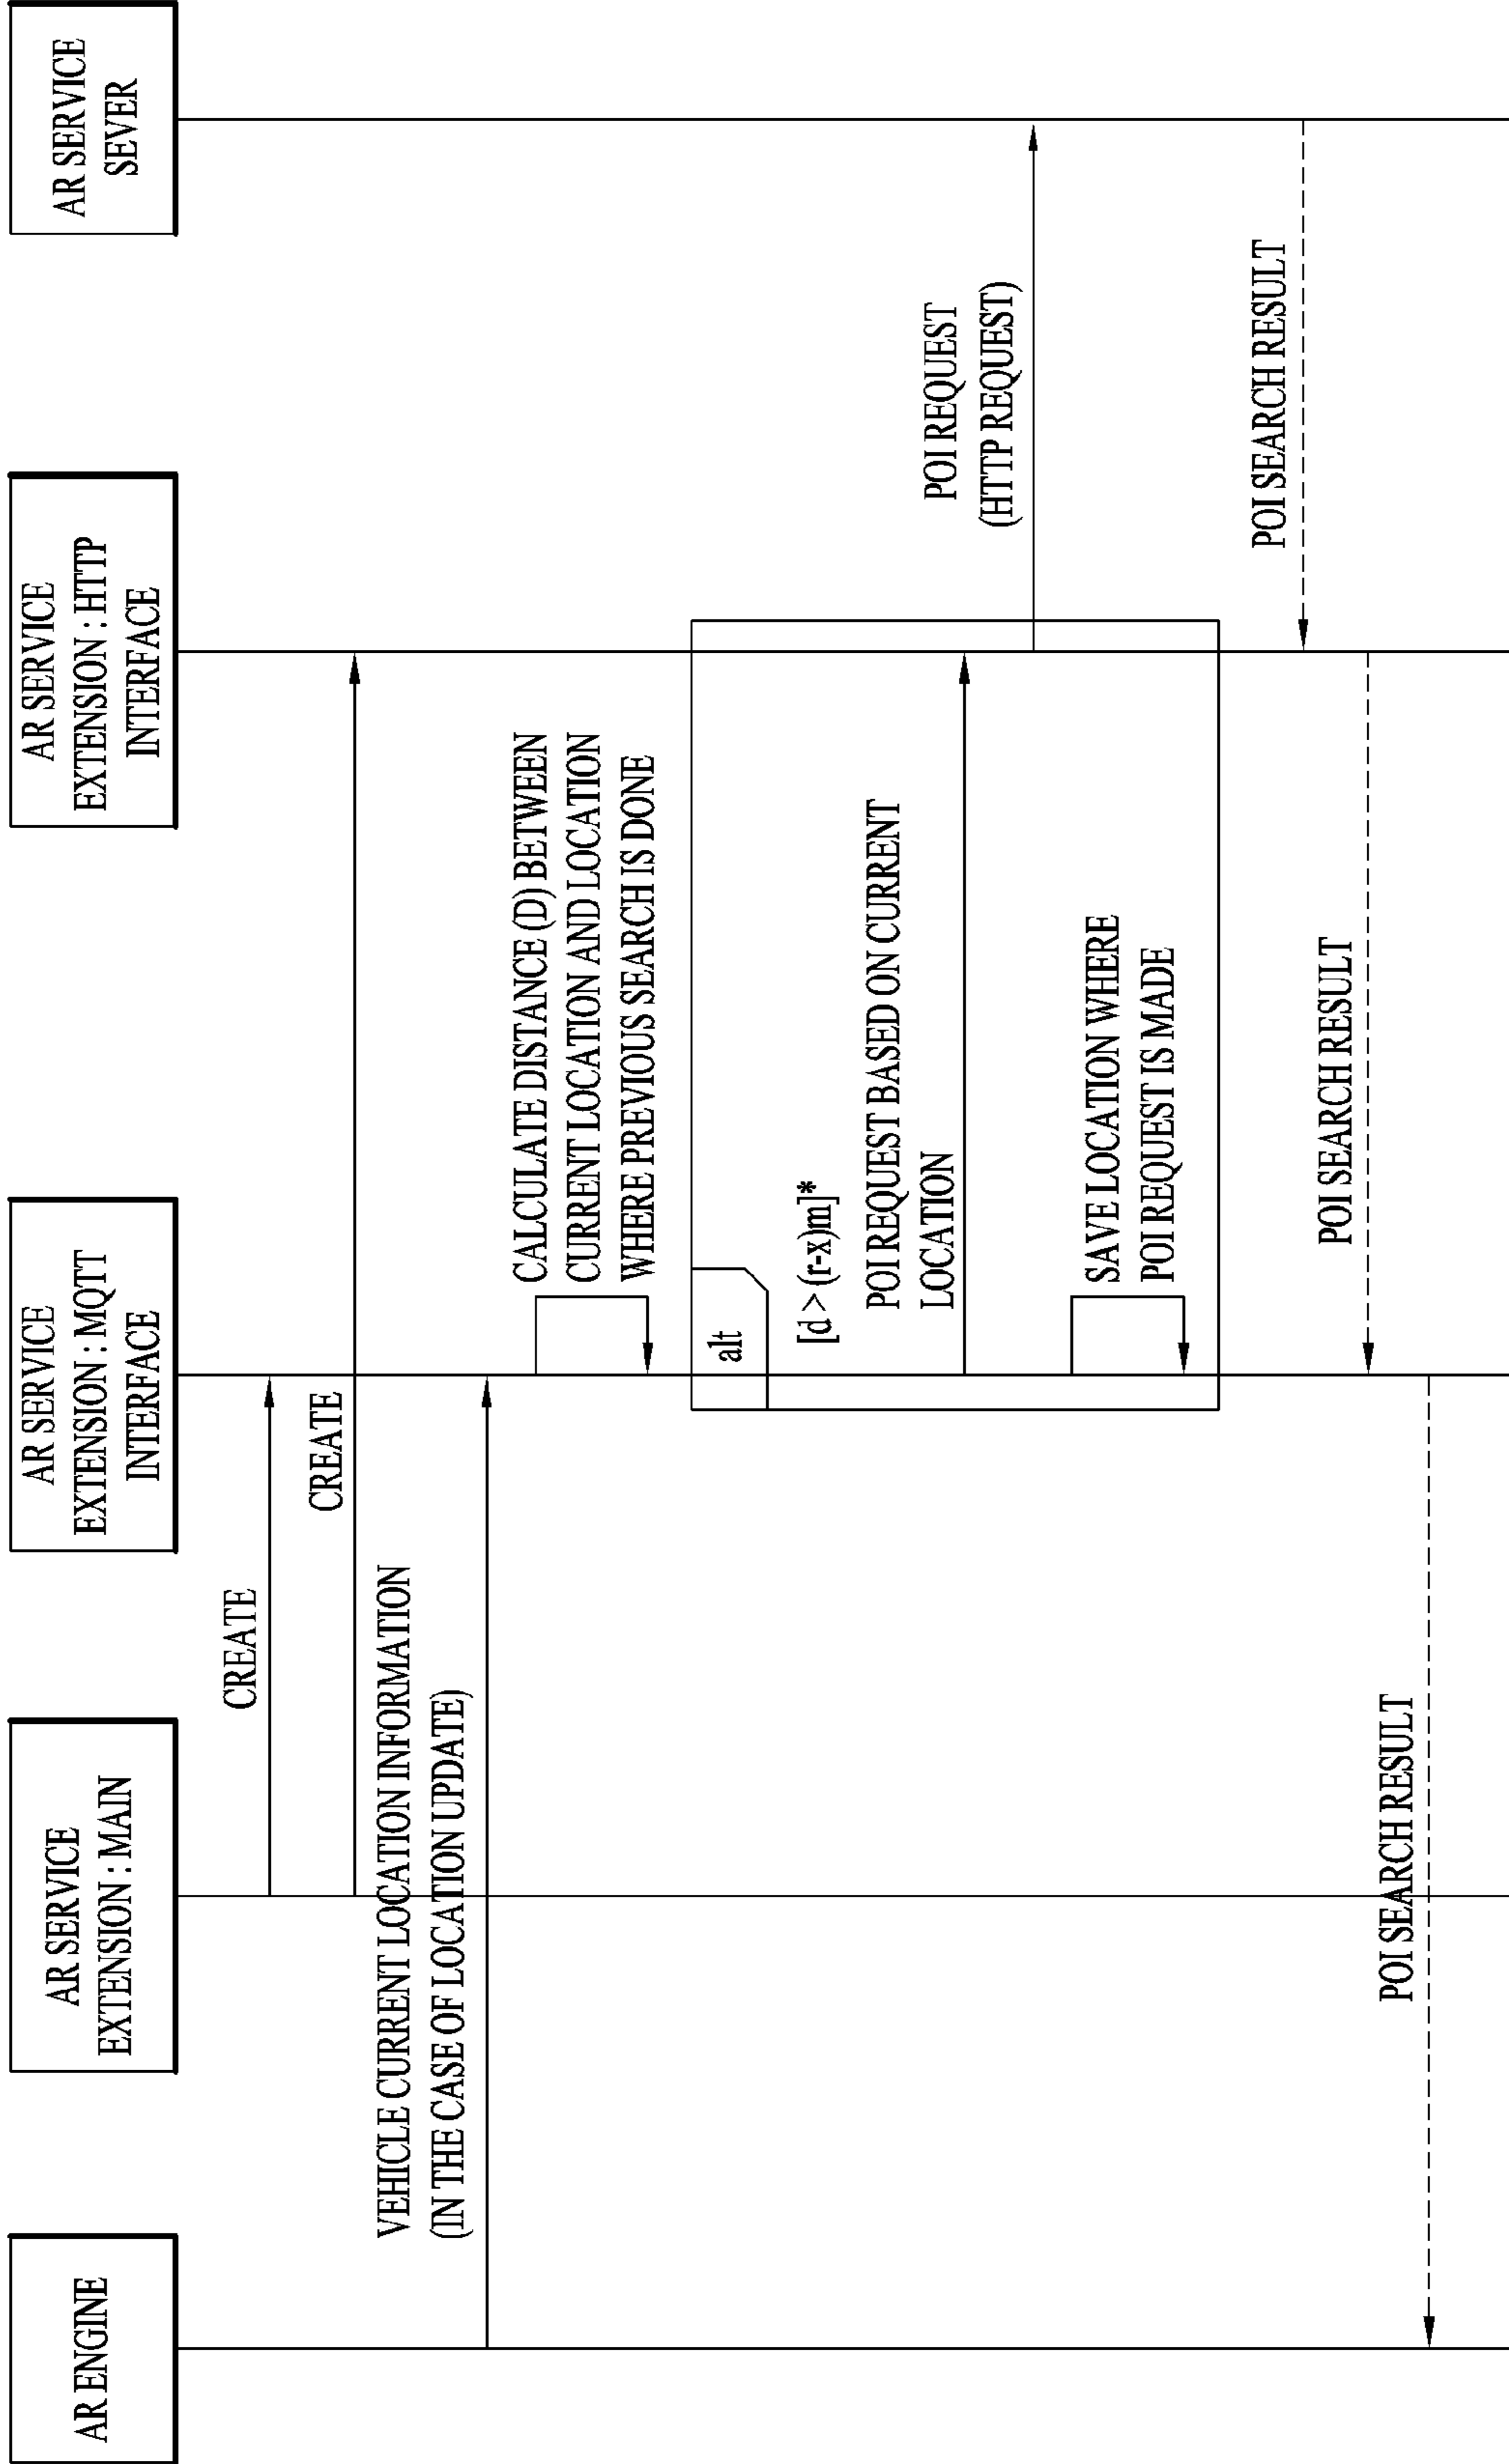 AR ENGINE
AR SERVICE
EXTENSION : MAIN
AR SERVICE
EXTENSION : MQTT
INTERFACE
AR SERVICE
EXTENSION : HTTP
INTERFACE
AR SERVICE
SEVER
CREATE
CREATE
VEHICLE CURRENT LOCATION INFORMATION
(IN THE CASE OF LOCATION UPDATE)
CALCULATE DISTANCE (D) BETWEEN
CURRENT LOCATION AND LOCATION
WHERE PREVIOUS SEARCH IS DONE
alt
[d > (r-x)m]*
POI REQUEST BASED ON CURRENT
LOCATION
POI REQUEST
(HTTP REQUEST)
SAVE LOCATION WHERE
POI REQUEST IS MADE
POI SEARCH RESULT
POI SEARCH RESULT
POI SEARCH RESULT